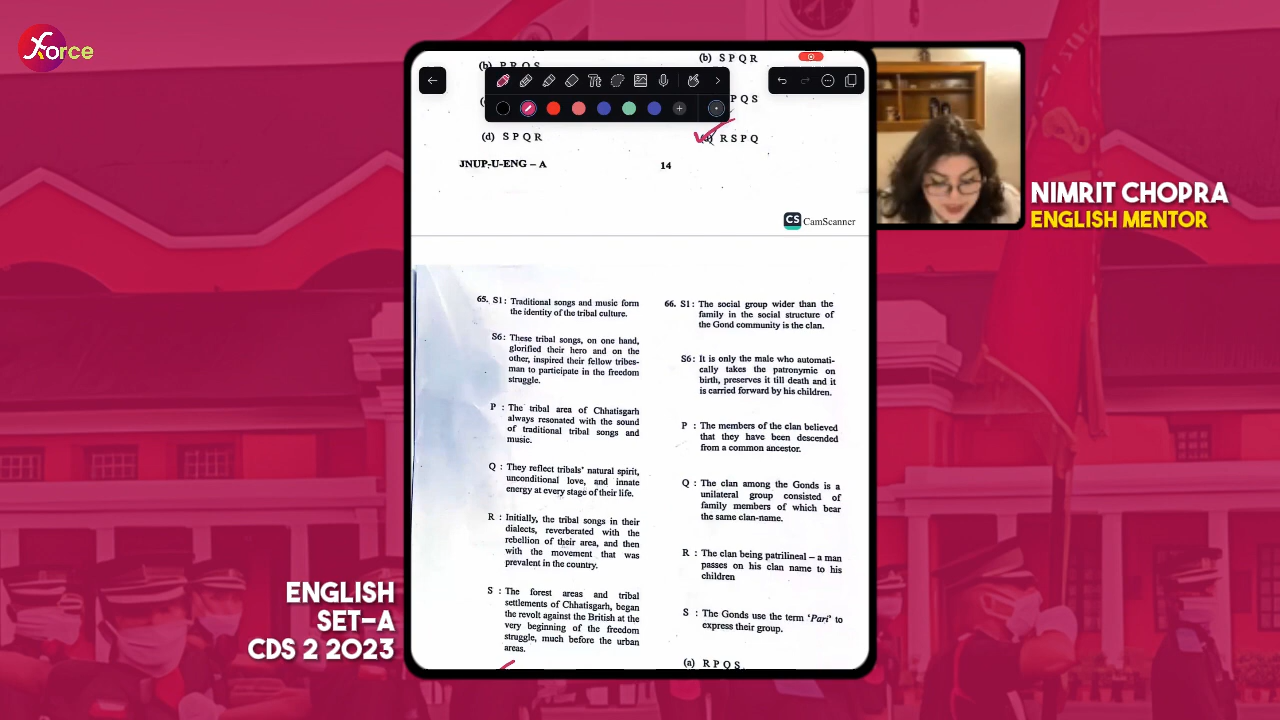 force
(b) P R Q S
(b) S P Q R
P Q S
(d) S P Q R
R S P Q
JNUP-U-ENG – A
14
CS CamScanner
65. S1 : Traditional songs and music form
the identity of the tribal culture.
S6 : These tribal songs, on one hand,
glorified their hero and on the
other, inspired their fellow tribes-
man to participate in the freedom
struggle.
P : The tribal area of Chhatisgarh
always resonated with the sound
of traditional tribal songs and
music.
Q : They reflect tribals' natural spirit,
unconditional love, and innate
energy at every stage of their life.
R : Initially, the tribal songs in their
dialects, reverberated with the
rebellion of their area, and then
with the movement that was
prevalent in the country.
S : The forest areas and tribal
settlements of Chhatisgarh, began
the revolt against the British at the
very beginning of the freedom
struggle, much before the urban
areas.
66. S1 : The social group wider than the
family in the social structure of
the Gond community is the clan.
S6 : It is only the male who automati-
cally takes the patronymic on
birth, preserves it till death and it
is carried forward by his children.
P : The members of the clan believed
that they have been descended
from a common ancestor.
Q : The clan among the Gonds is a
unilateral group consisted of
family members of which bear
the same clan-name.
R : The clan being patrilineal – a man
passes on his clan name to his
children
S : The Gonds use the term 'Pari' to
express their group.
(a) R P Q S
NIMRIT CHOPRA
ENGLISH MENTOR
ENGLISH
SET-A
CDS 2 2023